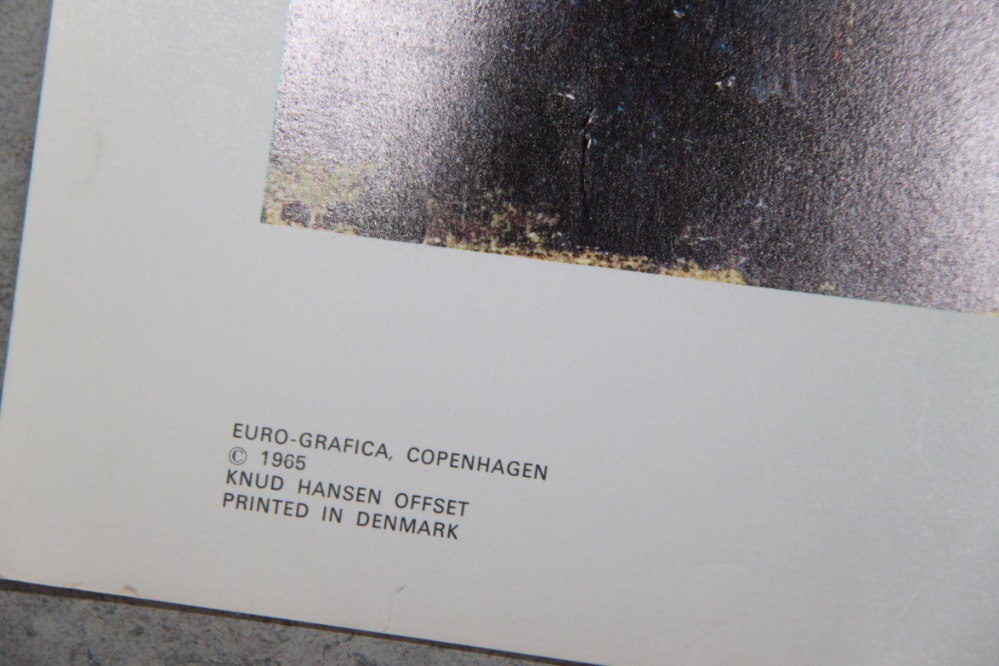 EURO-GRAFICA, COPENHAGEN
© 1965
KNUD HANSEN OFFSET
PRINTED IN DENMARK